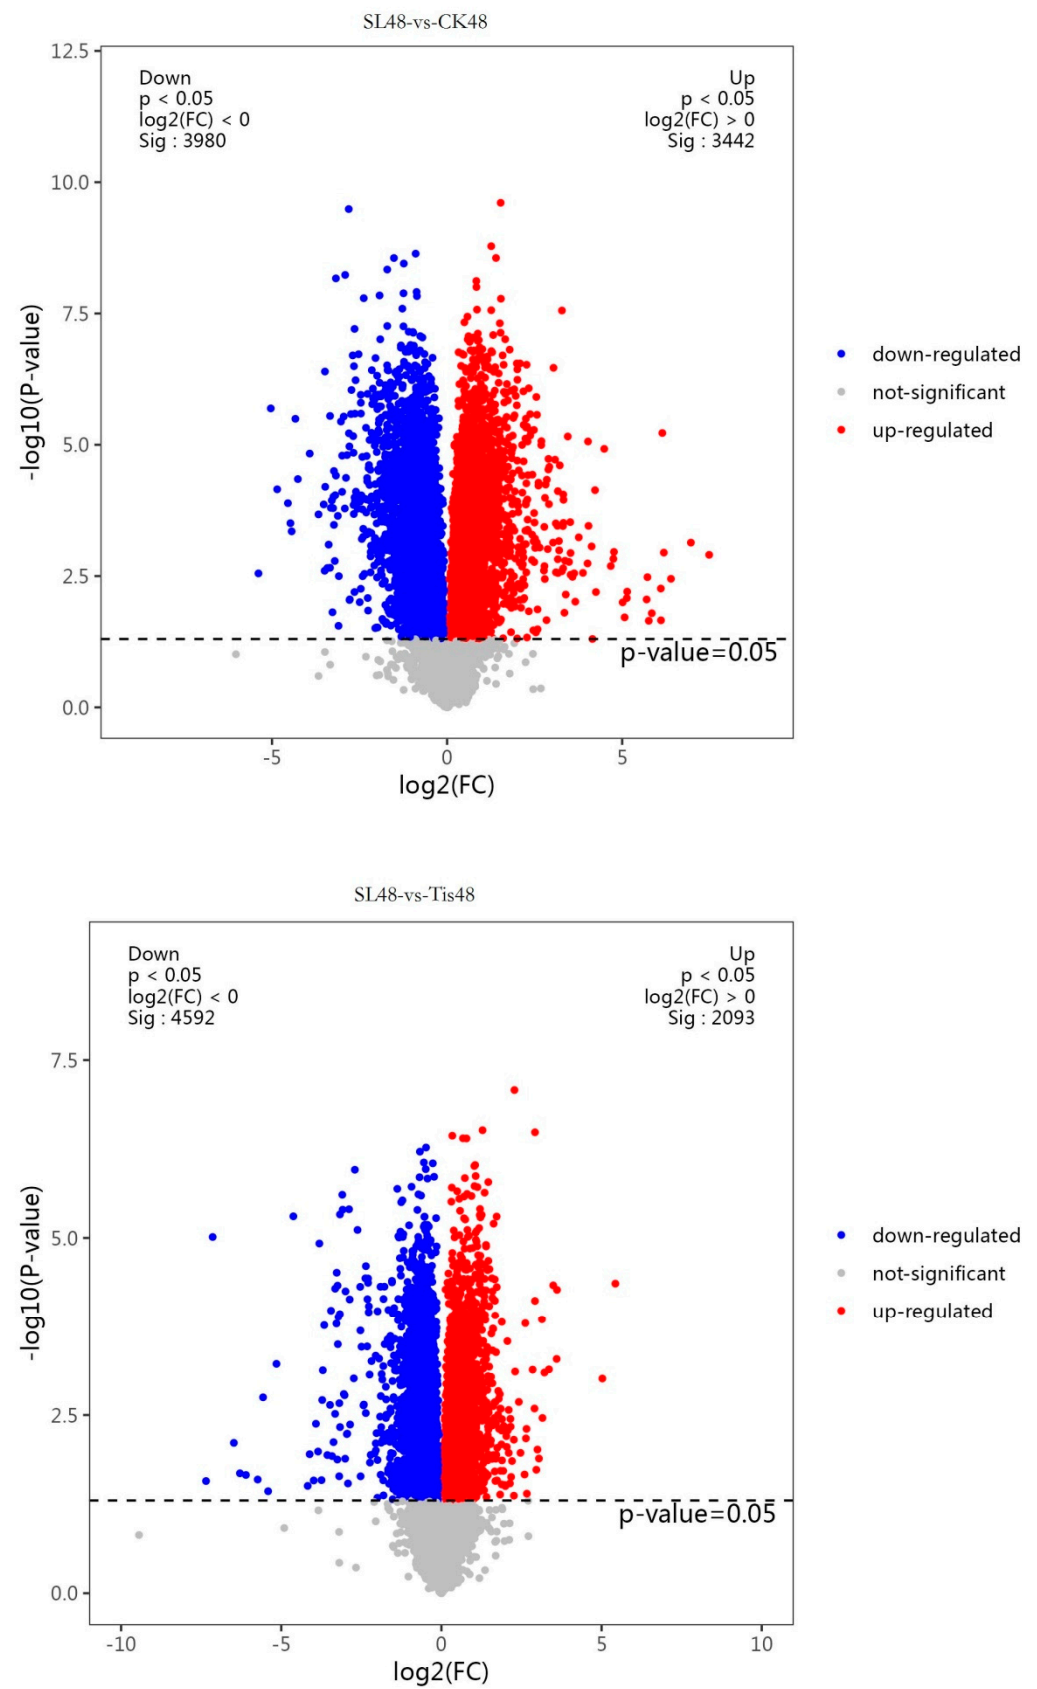 SL48-vs-CK48
12.5
10.0
7.5
5.0
2.5
0.0
-log10(P-value)
Down
p < 0.05
log2(FC) < 0
Sig : 3980
Up
p < 0.05
log2(FC) > 0
Sig : 3442
p-value=0.05
-5
0
5
log2(FC)
down-regulated
not-significant
up-regulated
SL48-vs-Tis48
7.5
5.0
2.5
0.0
-log10(P-value)
Down
p < 0.05
log2(FC) < 0
Sig : 4592
Up
p < 0.05
log2(FC) > 0
Sig : 2093
p-value=0.05
-10
-5
0
5
10
log2(FC)
down-regulated
not-significant
up-regulated